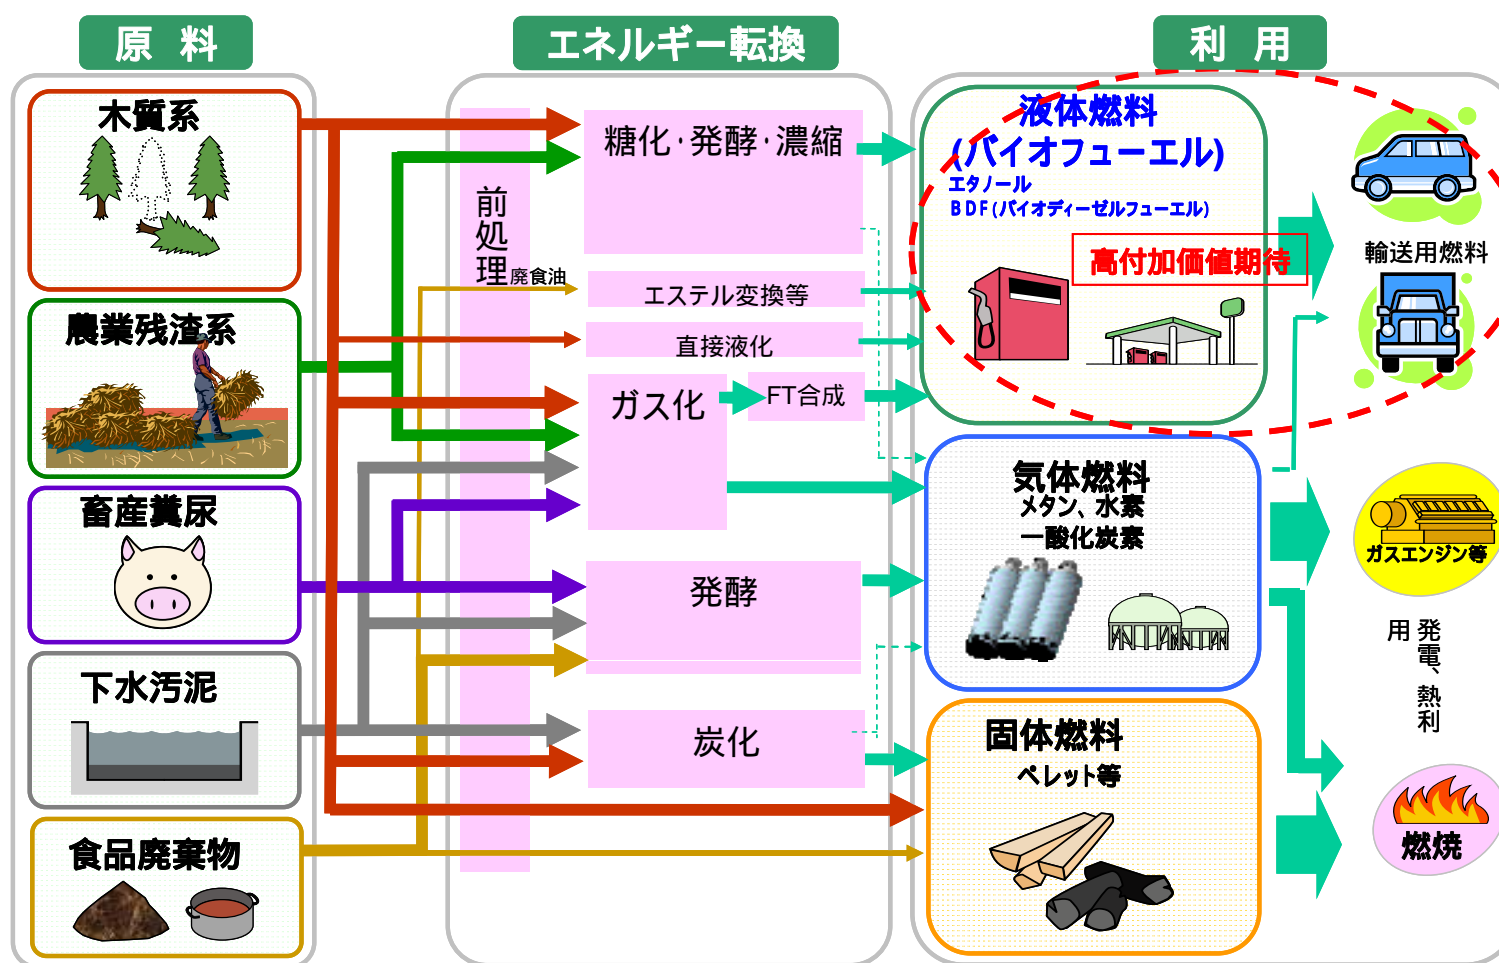 原 料
エネルギー転換
利 用
木質系
農業残渣系
畜産糞尿
下水汚泥
食品廃棄物
前処理
廃食油
糖化・発酵・濃縮
エステル変換等
直接液化
ガス化
FT合成
発酵
炭化
液体燃料
(バイオフューエル)
エタノール
BDF(バイオディーゼルフューエル)
高付加価値期待
気体燃料
メタン、水素
一酸化炭素
固体燃料
ペレット等
輸送用燃料
ガスエンジン等
発電、熱利
用
燃焼